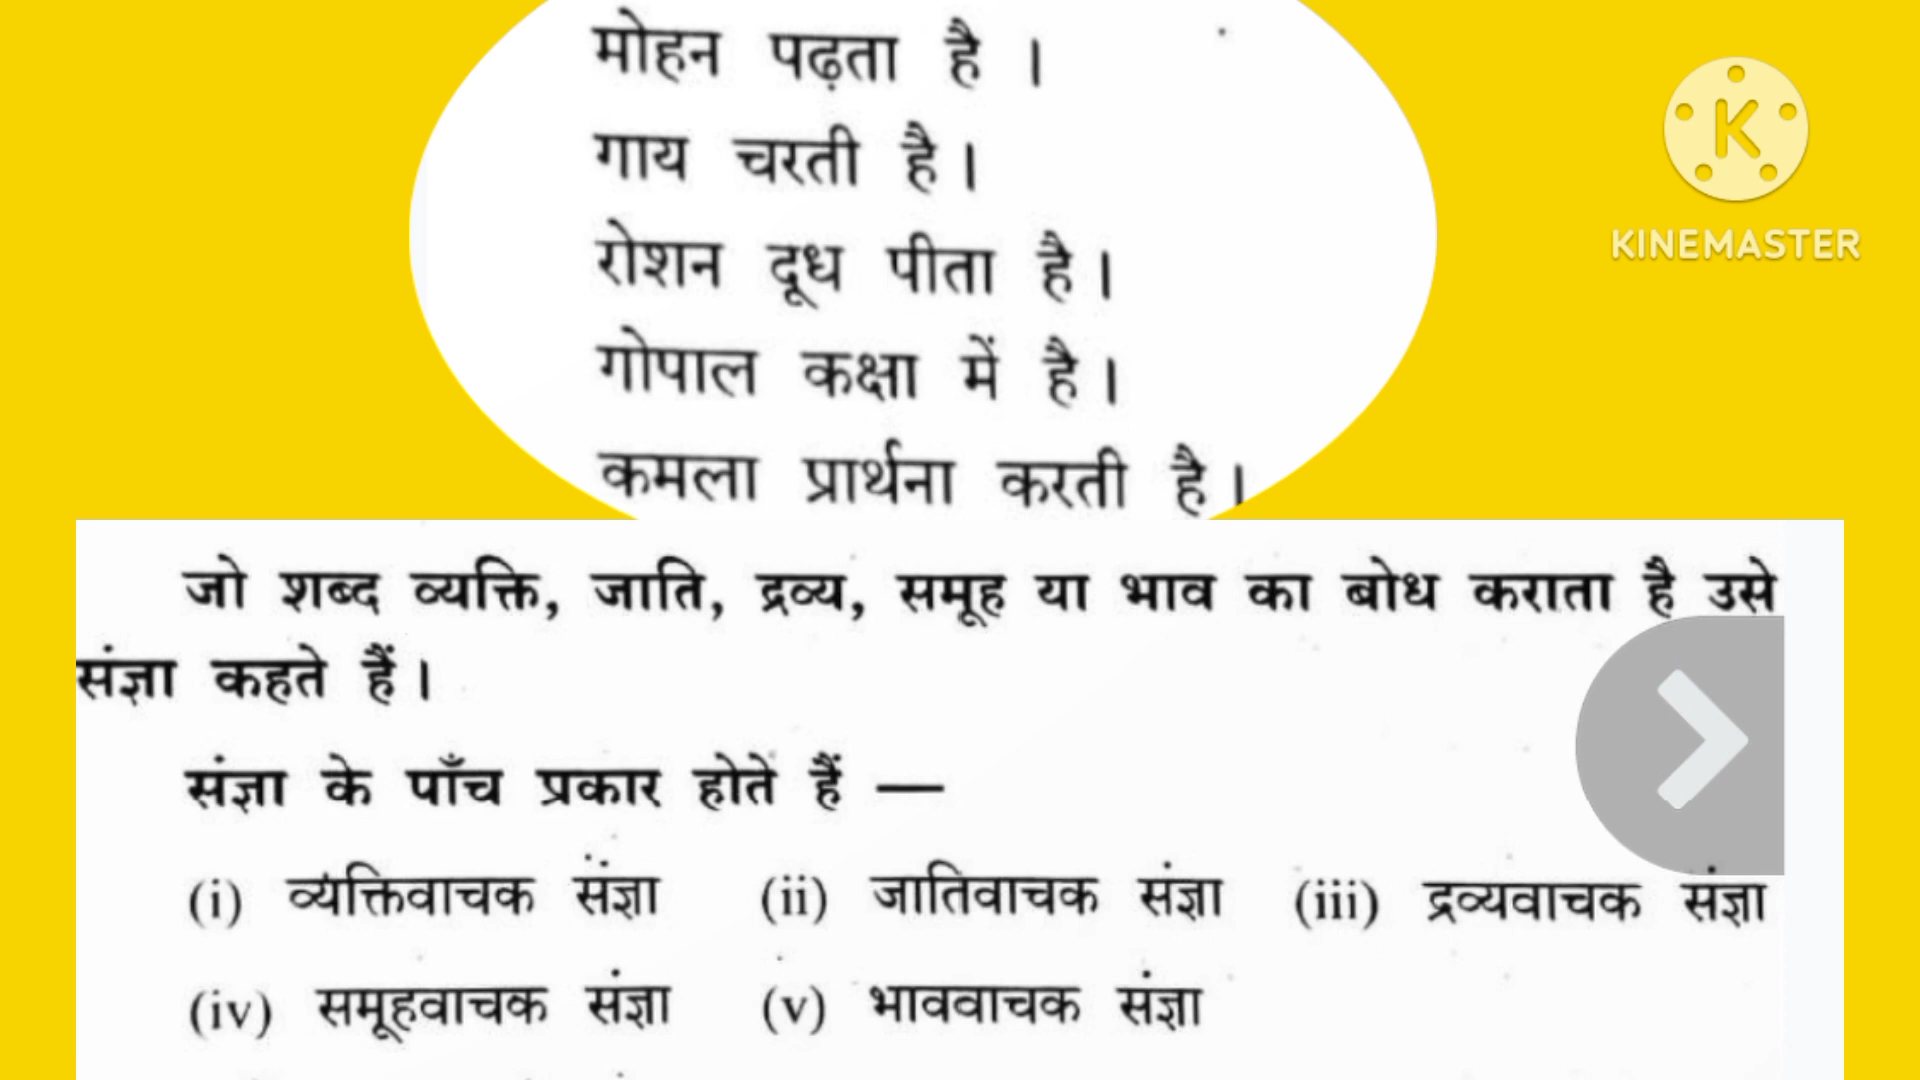 मोहन पढ़ता है ।
गाय चरती है ।
रोशन दूध पीता है ।
गोपाल कक्षा में है ।
कमला प्रार्थना करती है ।
KINEMASTER
जो शब्द व्यक्ति, जाति, द्रव्य, समूह या भाव का बोध कराता है उसे
संज्ञा कहते हैं ।
संज्ञा के पाँच प्रकार होते हैं —
(i) व्यक्तिवाचक संज्ञा (ii) जातिवाचक संज्ञा (iii) द्रव्यवाचक संज्ञा
(iv) समूहवाचक संज्ञा (v) भाववाचक संज्ञा